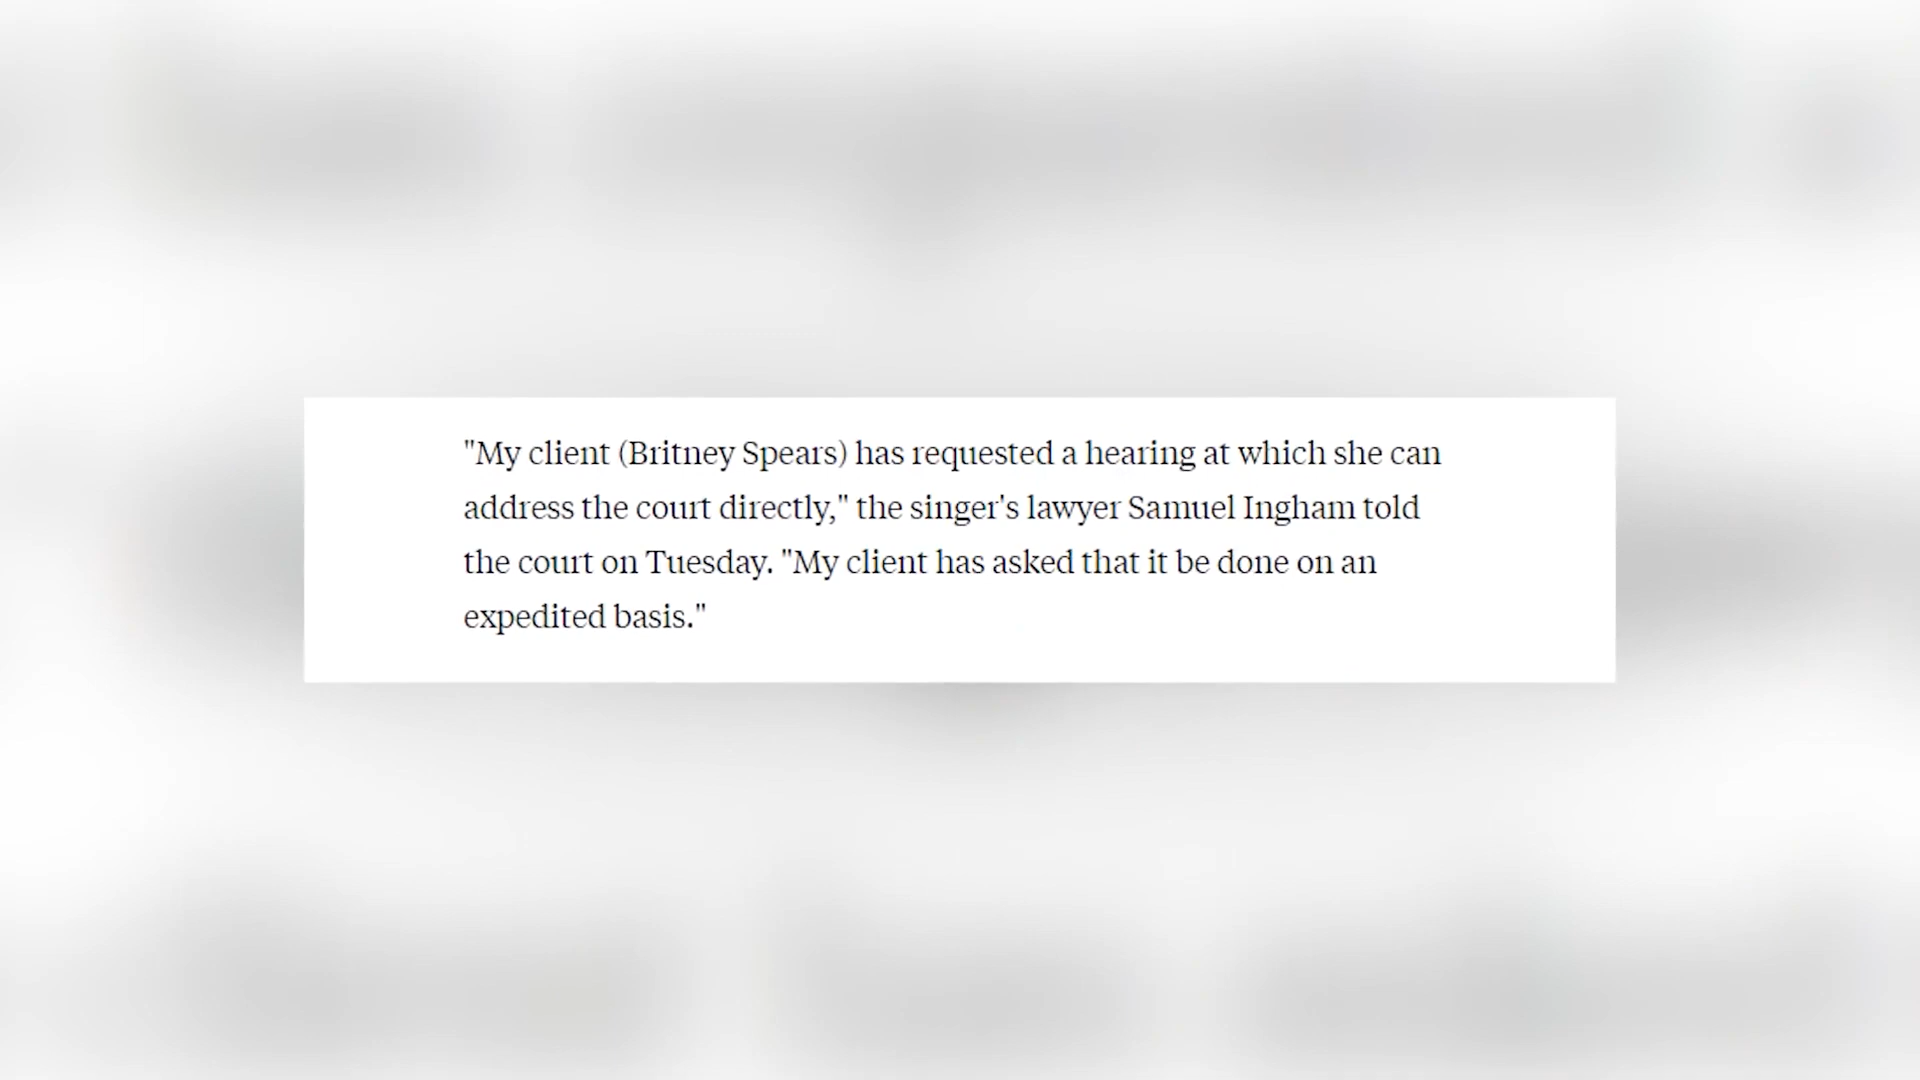 "My client (Britney Spears) has requested a hearing at which she can
address the court directly," the singer's lawyer Samuel Ingham told
the court on Tuesday. "My client has asked that it be done on an
expedited basis."